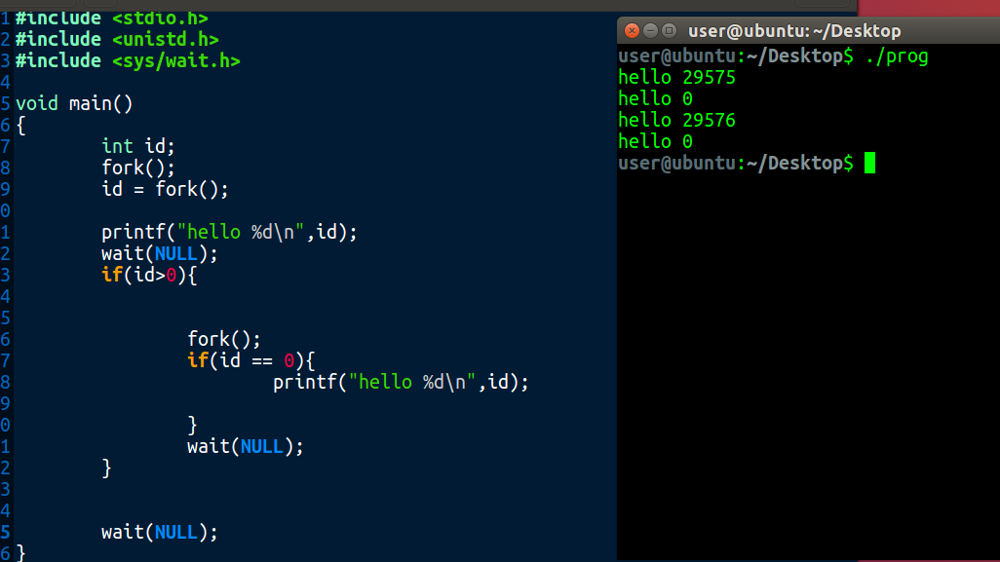 1 #include <stdio.h>
2 #include <unistd.h>
3 #include <sys/wait.h>
4
5 void main()
6 {
7 int id;
8 fork();
9 id = fork();
0
1 printf("hello %d\n",id);
2 wait(NULL);
3 if(id>0){
4
5
6 fork();
7 if(id == 0){
8 printf("hello %d\n",id);
9
0 }
1 wait(NULL);
2 }
3
4
5 wait(NULL);
6 }
user@ubuntu: ~/Desktop
user@ubuntu:~/Desktop$ ./prog
hello 29575
hello 0
hello 29576
hello 0
user@ubuntu:~/Desktop$